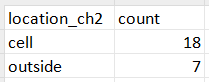 location_ch2 count
cell 18
outside 7